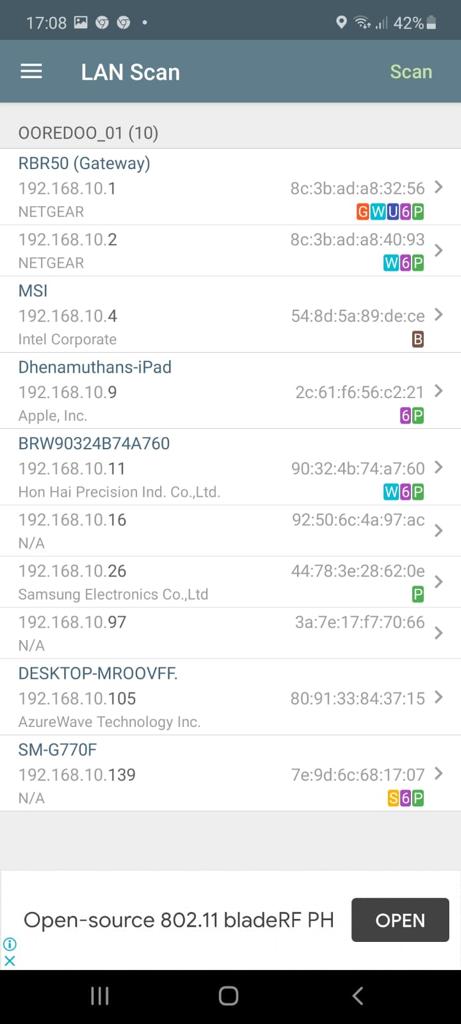 17:08 42%
LAN Scan Scan
OOREDOO_01 (10)
RBR50 (Gateway)
192.168.10.1 8c:3b:ad:a8:32:56
NETGEAR G W U 6 P
192.168.10.2 8c:3b:ad:a8:40:93
NETGEAR W 6 P
MSI
192.168.10.4 54:8d:5a:89:de:ce
Intel Corporate B
Dhenamuthans-iPad
192.168.10.9 2c:61:f6:56:c2:21
Apple, Inc. 6 P
BRW90324B74A760
192.168.10.11 90:32:4b:74:a7:60
Hon Hai Precision Ind. Co.,Ltd. W 6 P
192.168.10.16 92:50:6c:4a:97:ac
N/A
192.168.10.26 44:78:3e:28:62:0e
Samsung Electronics Co.,Ltd P
192.168.10.97 3a:7e:17:f7:70:66
N/A
DESKTOP-MROOVFF.
192.168.10.105 80:91:33:84:37:15
AzureWave Technology Inc.
SM-G770F
192.168.10.139 7e:9d:6c:68:17:07
N/A S 6 P
Open-source 802.11 bladeRF PH OPEN